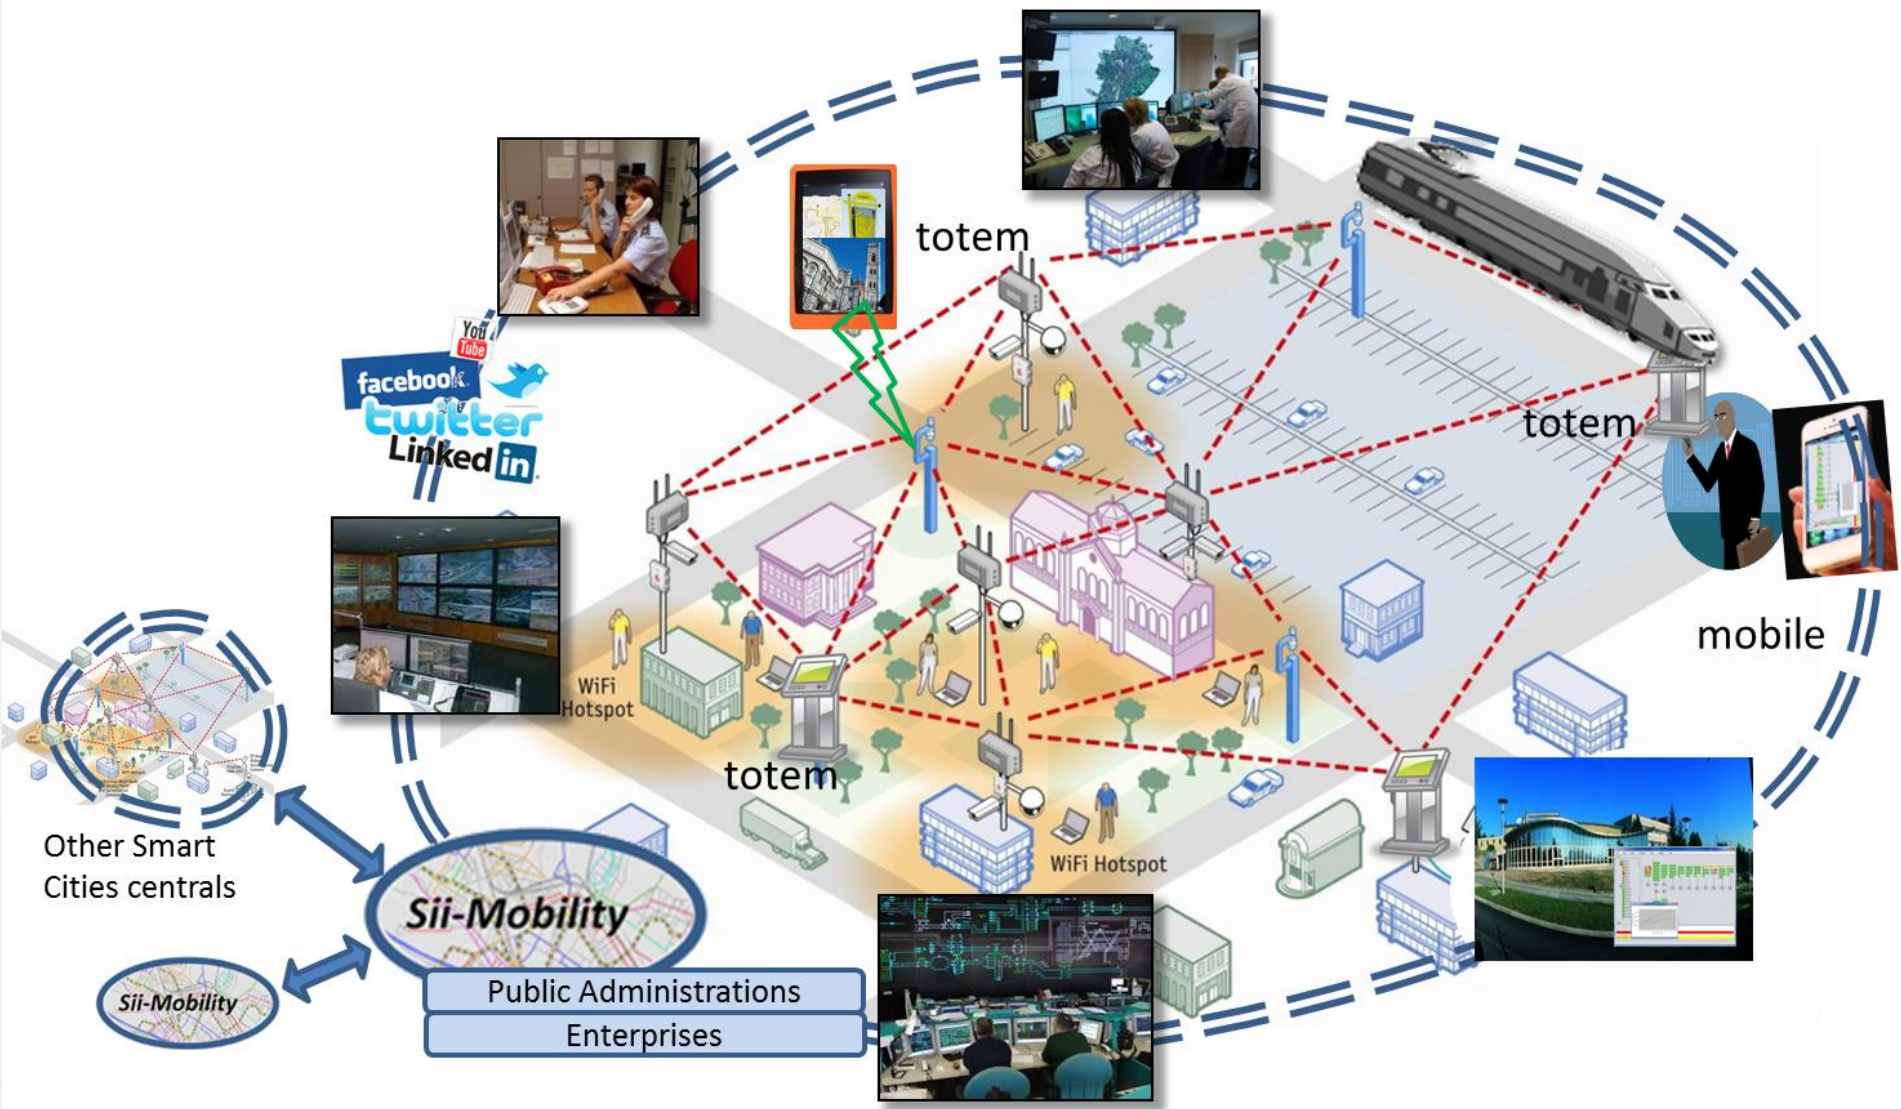 totem
You
Tube
facebook
twitter
Linked in
totem
mobile
WiFi
Hotspot
totem
WiFi Hotspot
Other Smart
Cities centrals
Sii-Mobility
Sii-Mobility
Public Administrations
Enterprises